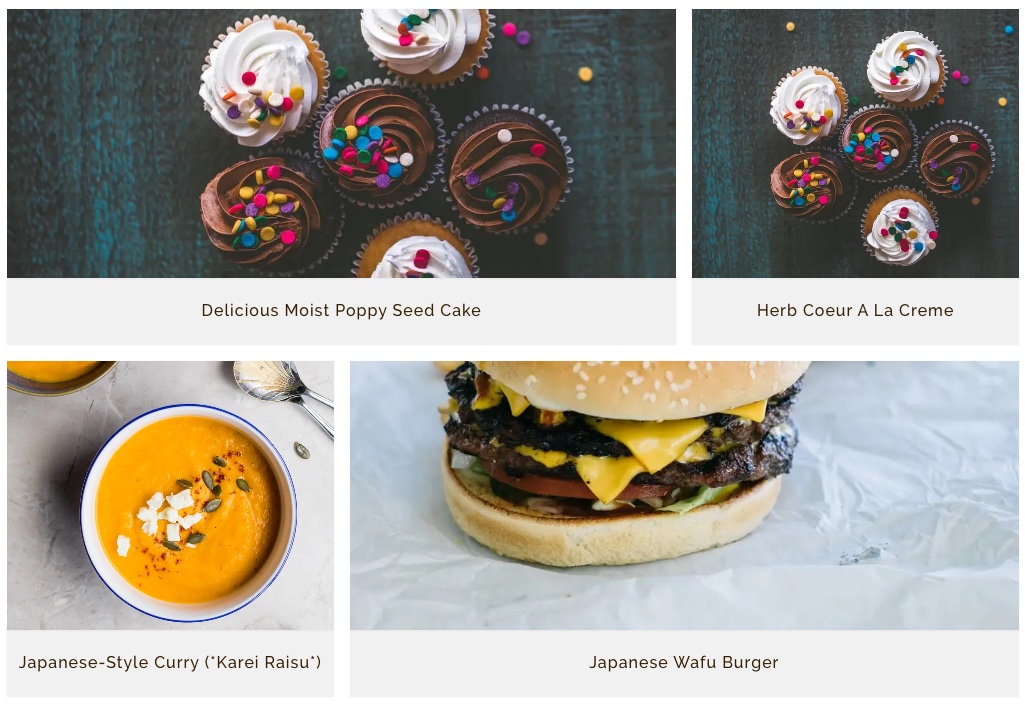 Delicious Moist Poppy Seed Cake
Herb Coeur A La Creme
Japanese-Style Curry (*Karei Raisu*)
Japanese Wafu Burger